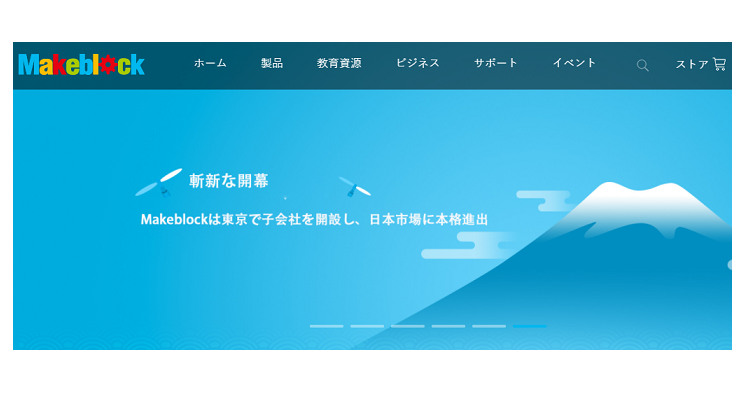 Makeblock ホーム 製品 教育資源 ビジネス サポート イベント ストア
斬新な開幕
Makeblockは東京で子会社を開設し、日本市場に本格進出